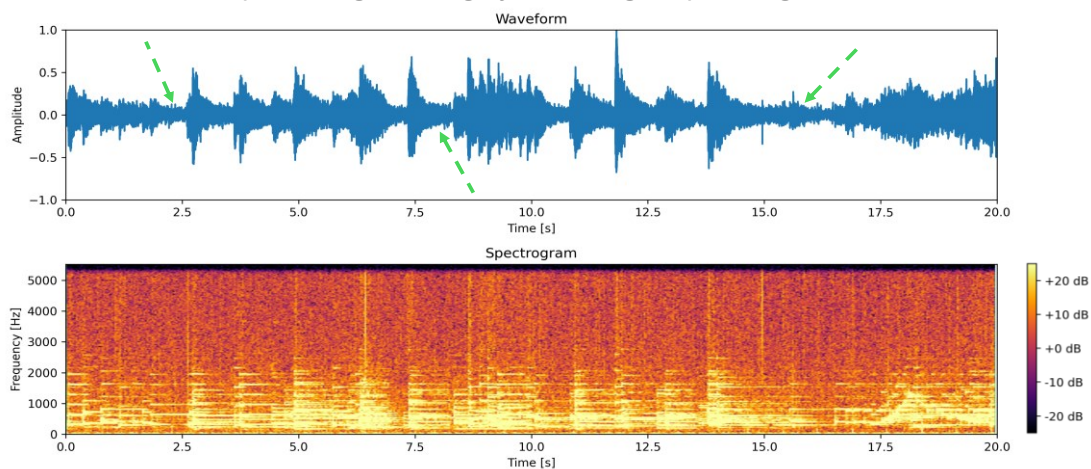 Waveform
1.0
0.5
0.0
−0.5
−1.0
Amplitude
0.0 2.5 5.0 7.5 10.0 12.5 15.0 17.5 20.0
Time [s]
Spectrogram
5000
4000
3000
2000
1000
0
Frequency [Hz]
0.0 2.5 5.0 7.5 10.0 12.5 15.0 17.5 20.0
Time [s]
+20 dB
+10 dB
+0 dB
-10 dB
-20 dB